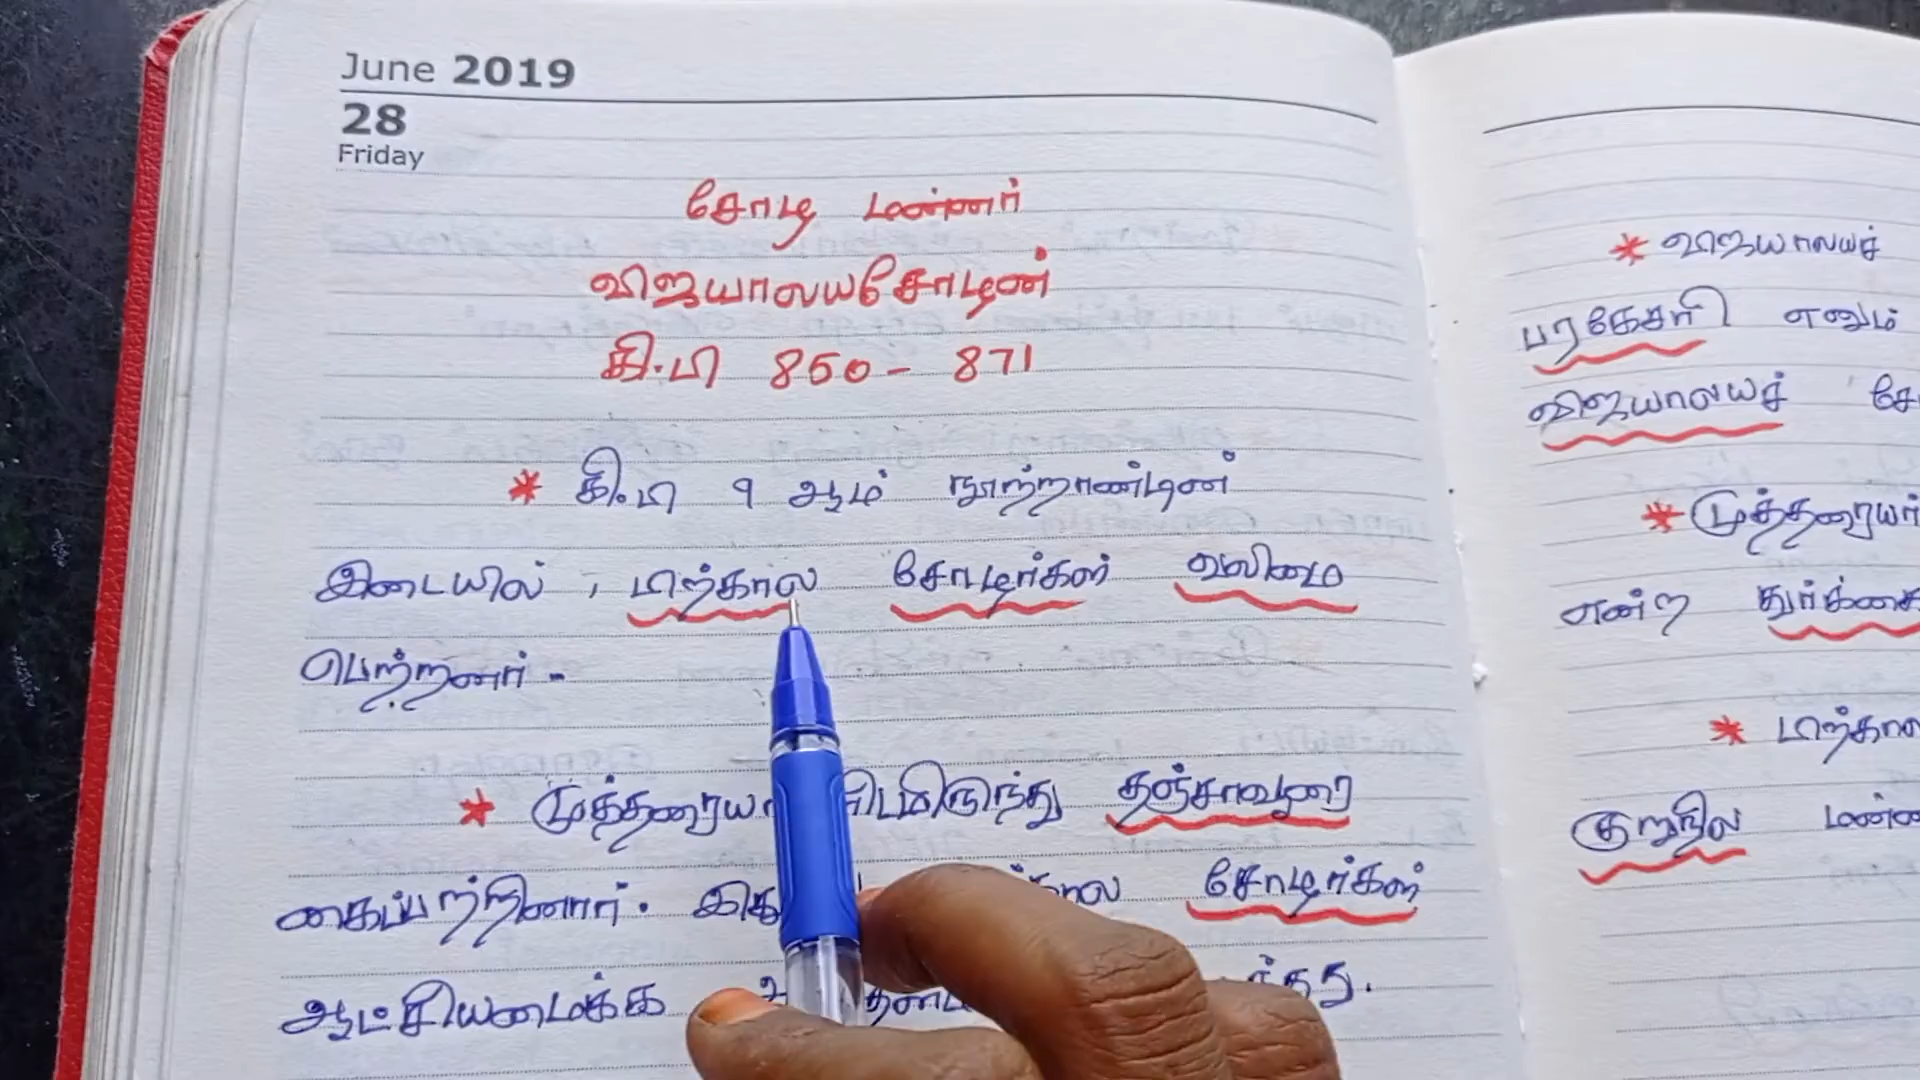 June 2019
28
Friday
சோழ மன்னர்
விஜயாலயசோழன்
கி.பி 850 - 871
* கி.பி 9 ஆம் நூற்றாண்டின்
இடையில், பிற்கால சோழர்கள் வலிமை
பெற்றனர்.
* முத்தரையரிடமிருந்து தஞ்சாவூரை
கைப்பற்றினார். சோழர்கள்
ஆட்சியமைக்க
* விஜயாலயச்
பரகேசரி எனும்
விஜயாலயச் சோ
* முத்தரையர்
என்ற துர்க்கை
* பிற்கால
குறுநில மன்ன